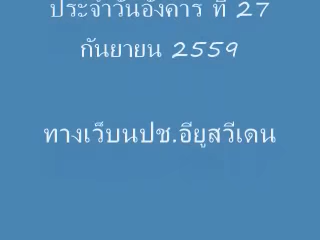 ประจำวันอังคาร ที่ 27
กันยายน 2559
ทางเว็บนปช.อียูสวีเดน